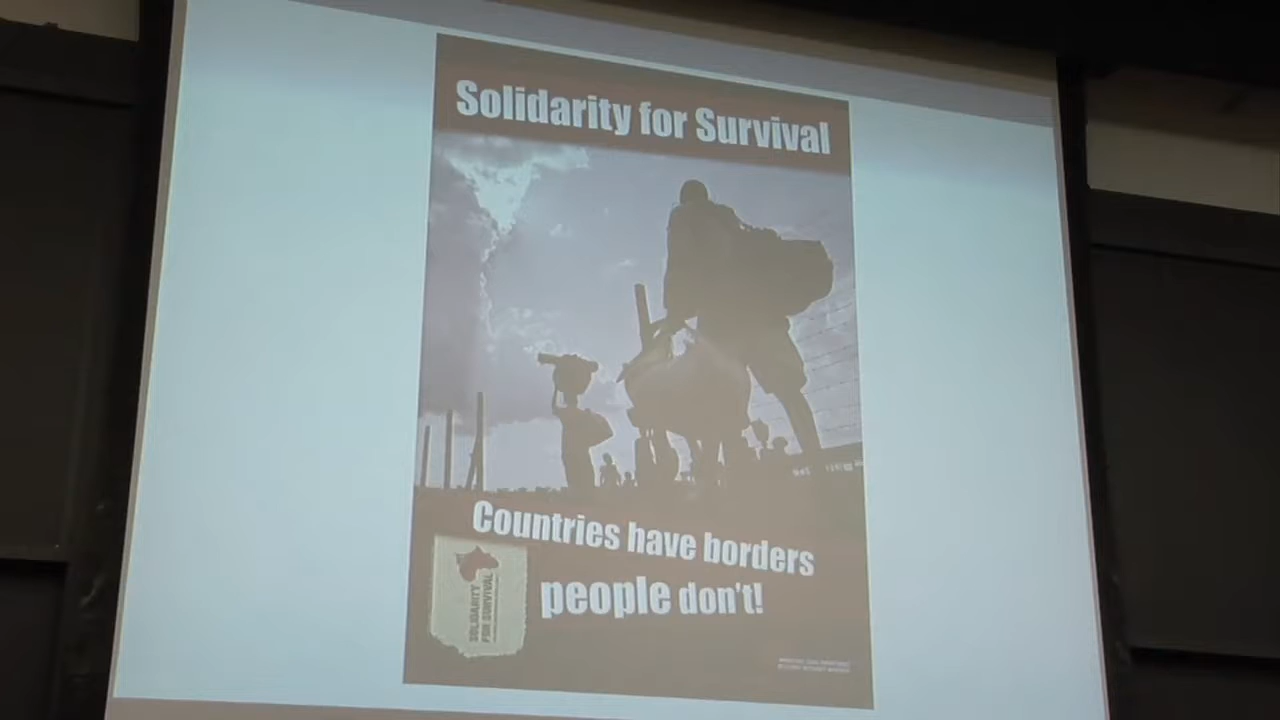 Solidarity for Survival
Countries have borders
people don't!
SOLIDARITY
FOR SURVIVAL